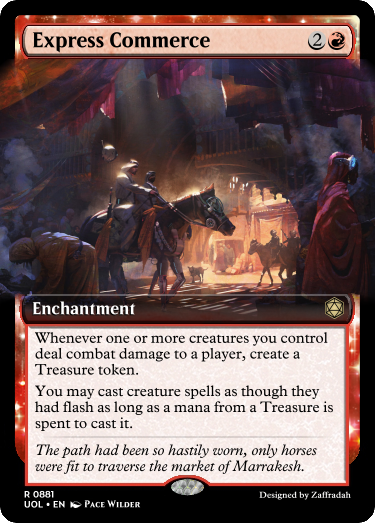 Express Commerce 2
Enchantment
Whenever one or more creatures you control
deal combat damage to a player, create a
Treasure token.
You may cast creature spells as though they
had flash as long as a mana from a Treasure is
spent to cast it.
The path had been so hastily worn, only horses
were fit to traverse the market of Marrakesh.
R 0881
UOL • EN Pace Wilder
Designed by Zaffradah